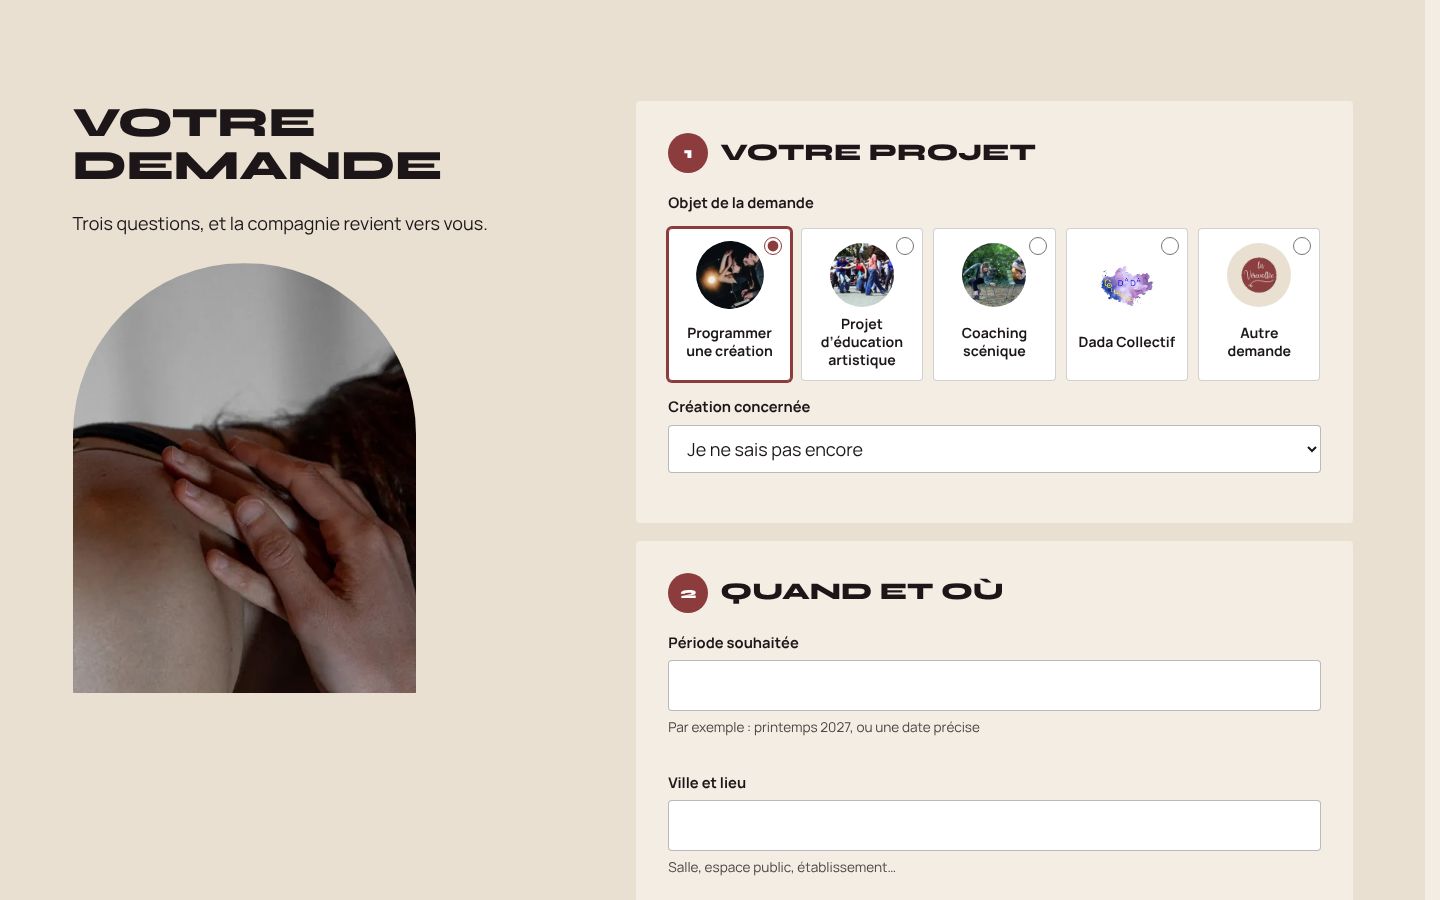 VOTRE
DEMANDE
Trois questions, et la compagnie revient vers vous.
1 VOTRE PROJET
Objet de la demande
Programmer
une création
Projet
d’éducation
artistique
Coaching
scénique
DADA
Dada Collectif
Autre
demande
Création concernée
Je ne sais pas encore
2 QUAND ET OÙ
Période souhaitée
Par exemple : printemps 2027, ou une date précise
Ville et lieu
Salle, espace public, établissement…